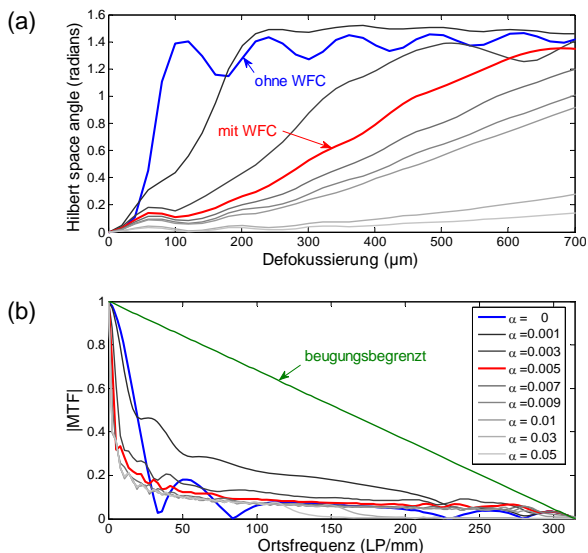 (a)
Hilbert space angle (radians)
1.6
1.4
1.2
1
0.8
0.6
0.4
0.2
0
ohne WFC
mit WFC
0 100 200 300 400 500 600 700
Defokussierung (µm)
(b)
|MTF|
1
0.8
0.6
0.4
0.2
0
beugungsbegrenzt
α = 0
α =0.001
α =0.003
α =0.005
α =0.007
α =0.009
α =0.01
α =0.03
α =0.05
0 50 100 150 200 250 300
Ortsfrequenz (LP/mm)